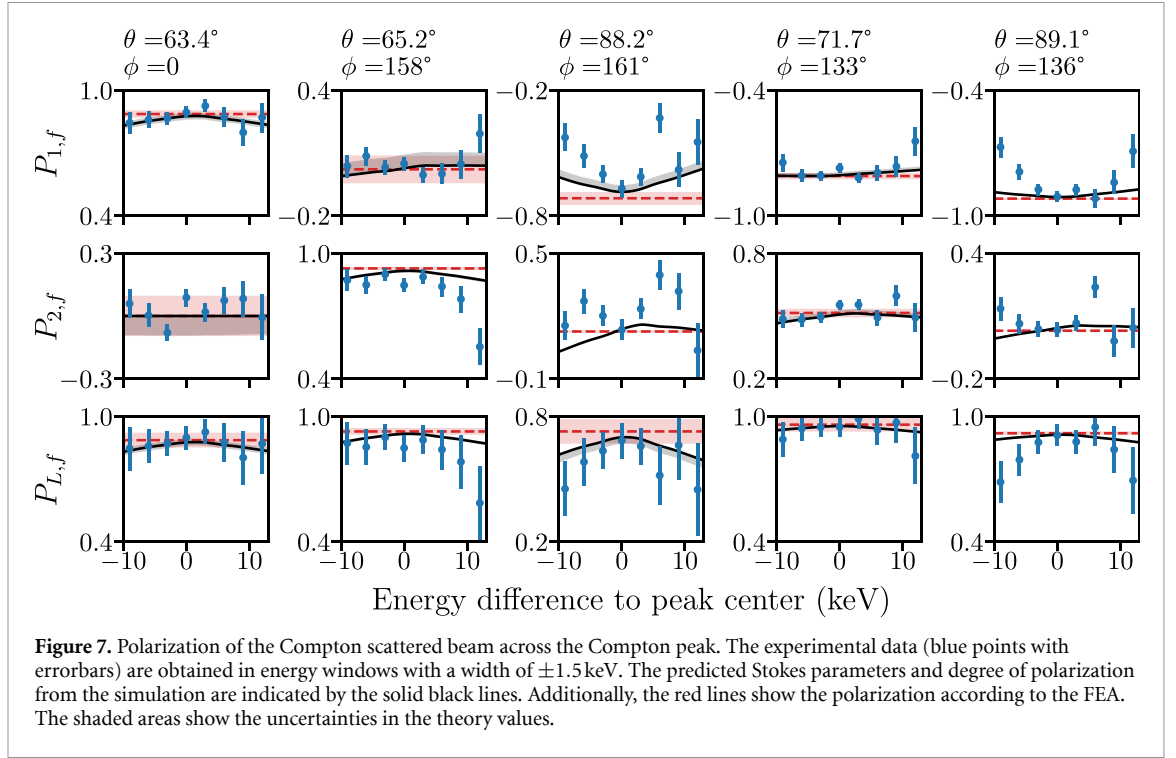 θ =63.4° θ =65.2° θ =88.2° θ =71.7° θ =89.1°
ϕ =0 ϕ =158° ϕ =161° ϕ =133° ϕ =136°
1.0 0.4 −0.2 −0.4 −0.4
P1,f
0.4 −0.2 −0.8 −1.0 −1.0
0.3 1.0 0.5 0.8 0.4
P2,f
−0.3 0.4 −0.1 0.2 −0.2
1.0 1.0 0.8 1.0 1.0
PL,f
0.4 0.4 0.2 0.4 0.4
−10 0 10 −10 0 10 −10 0 10 −10 0 10 −10 0 10
Energy difference to peak center (keV)
Figure 7. Polarization of the Compton scattered beam across the Compton peak. The experimental data (blue points with
errorbars) are obtained in energy windows with a width of ±1.5 keV. The predicted Stokes parameters and degree of polarization
from the simulation are indicated by the solid black lines. Additionally, the red lines show the polarization according to the FEA.
The shaded areas show the uncertainties in the theory values.